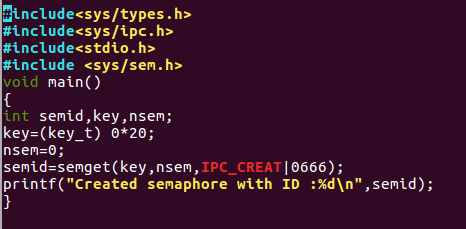 #include<sys/types.h>
#include<sys/ipc.h>
#include<stdio.h>
#include <sys/sem.h>
void main()
{
int semid,key,nsem;
key=(key_t) 0*20;
nsem=0;
semid=semget(key,nsem,IPC_CREAT|0666);
printf("Created semaphore with ID :%d\n",semid);
}